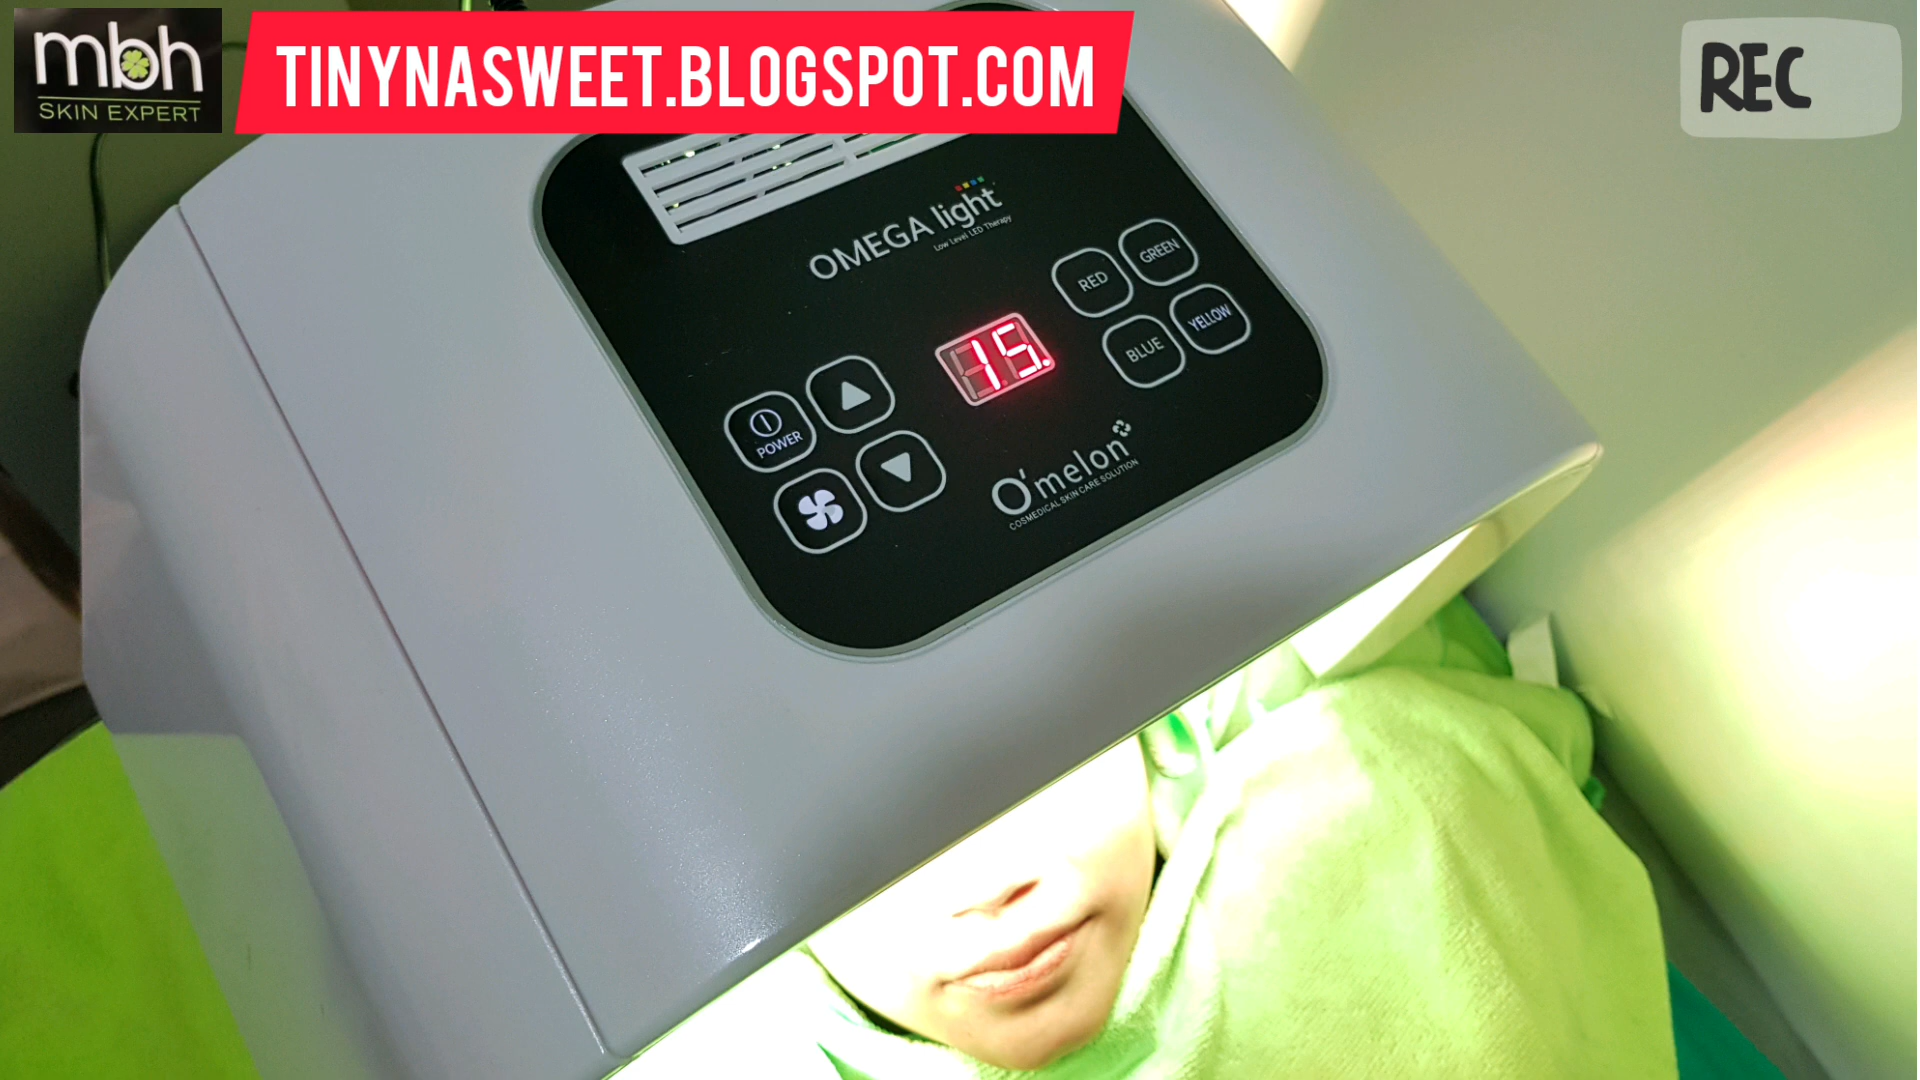 mbh
SKIN EXPERT
TINYNASWEET.BLOGSPOT.COM
REC
OMEGA light
Low Level LED Therapy
RED
GREEN
BLUE
YELLOW
15.
POWER
O'melon
COSMEDICAL SKIN CARE SOLUTION